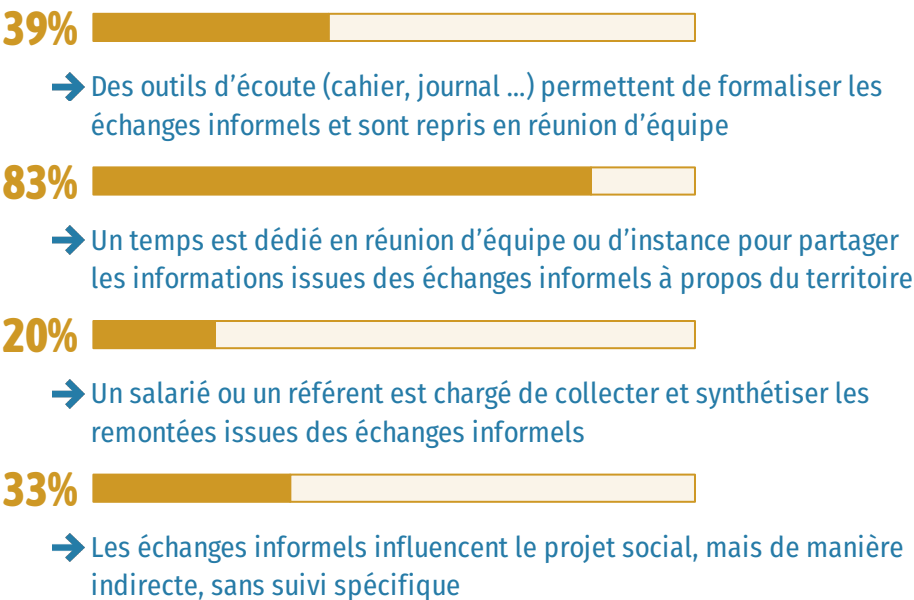 39%
Des outils d'écoute (cahier, journal ...) permettent de formaliser les
échanges informels et sont repris en réunion d'équipe
83%
Un temps est dédié en réunion d'équipe ou d'instance pour partager
les informations issues des échanges informels à propos du territoire
20%
Un salarié ou un référent est chargé de collecter et synthétiser les
remontées issues des échanges informels
33%
Les échanges informels influencent le projet social, mais de manière
indirecte, sans suivi spécifique